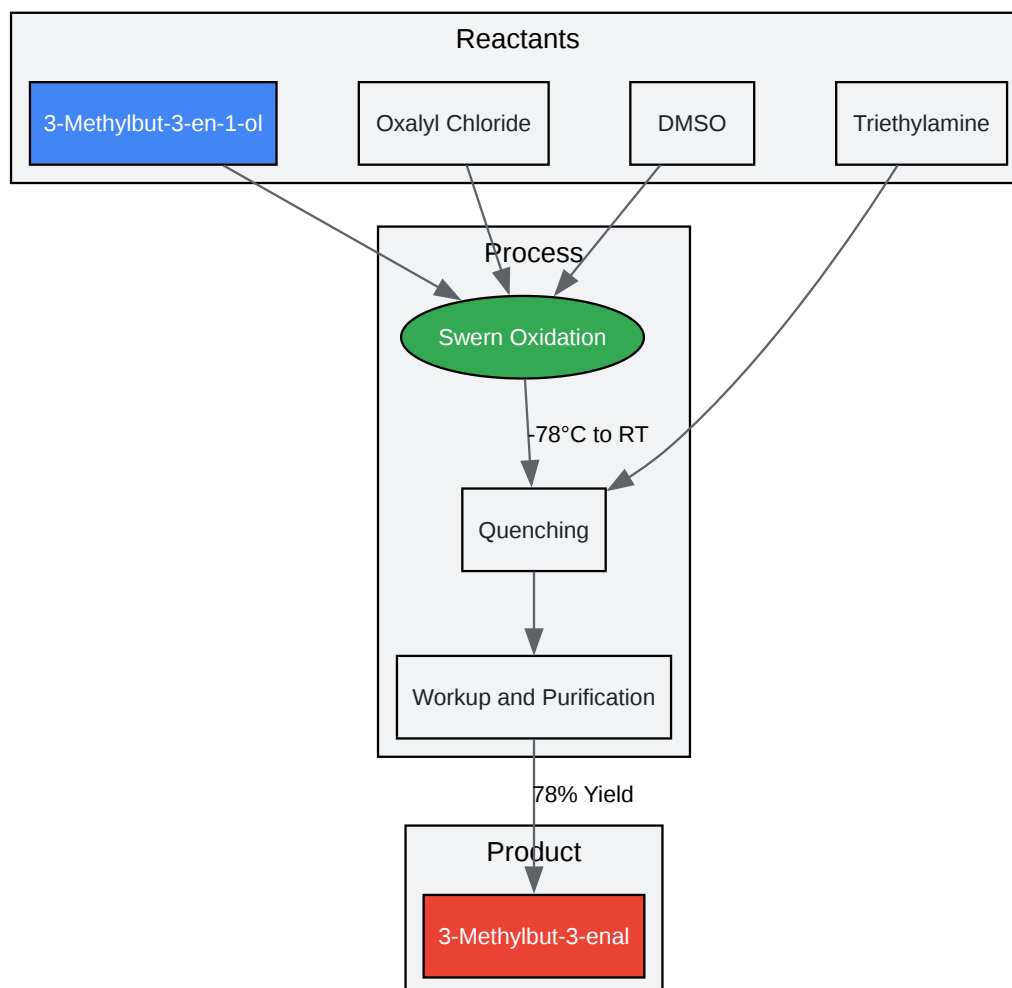 Reactants
3-Methylbut-3-en-1-ol
Oxalyl Chloride
DMSO
Triethylamine
Process
Swern Oxidation
-78°C to RT
Quenching
Workup and Purification
78% Yield
Product
3-Methylbut-3-enal